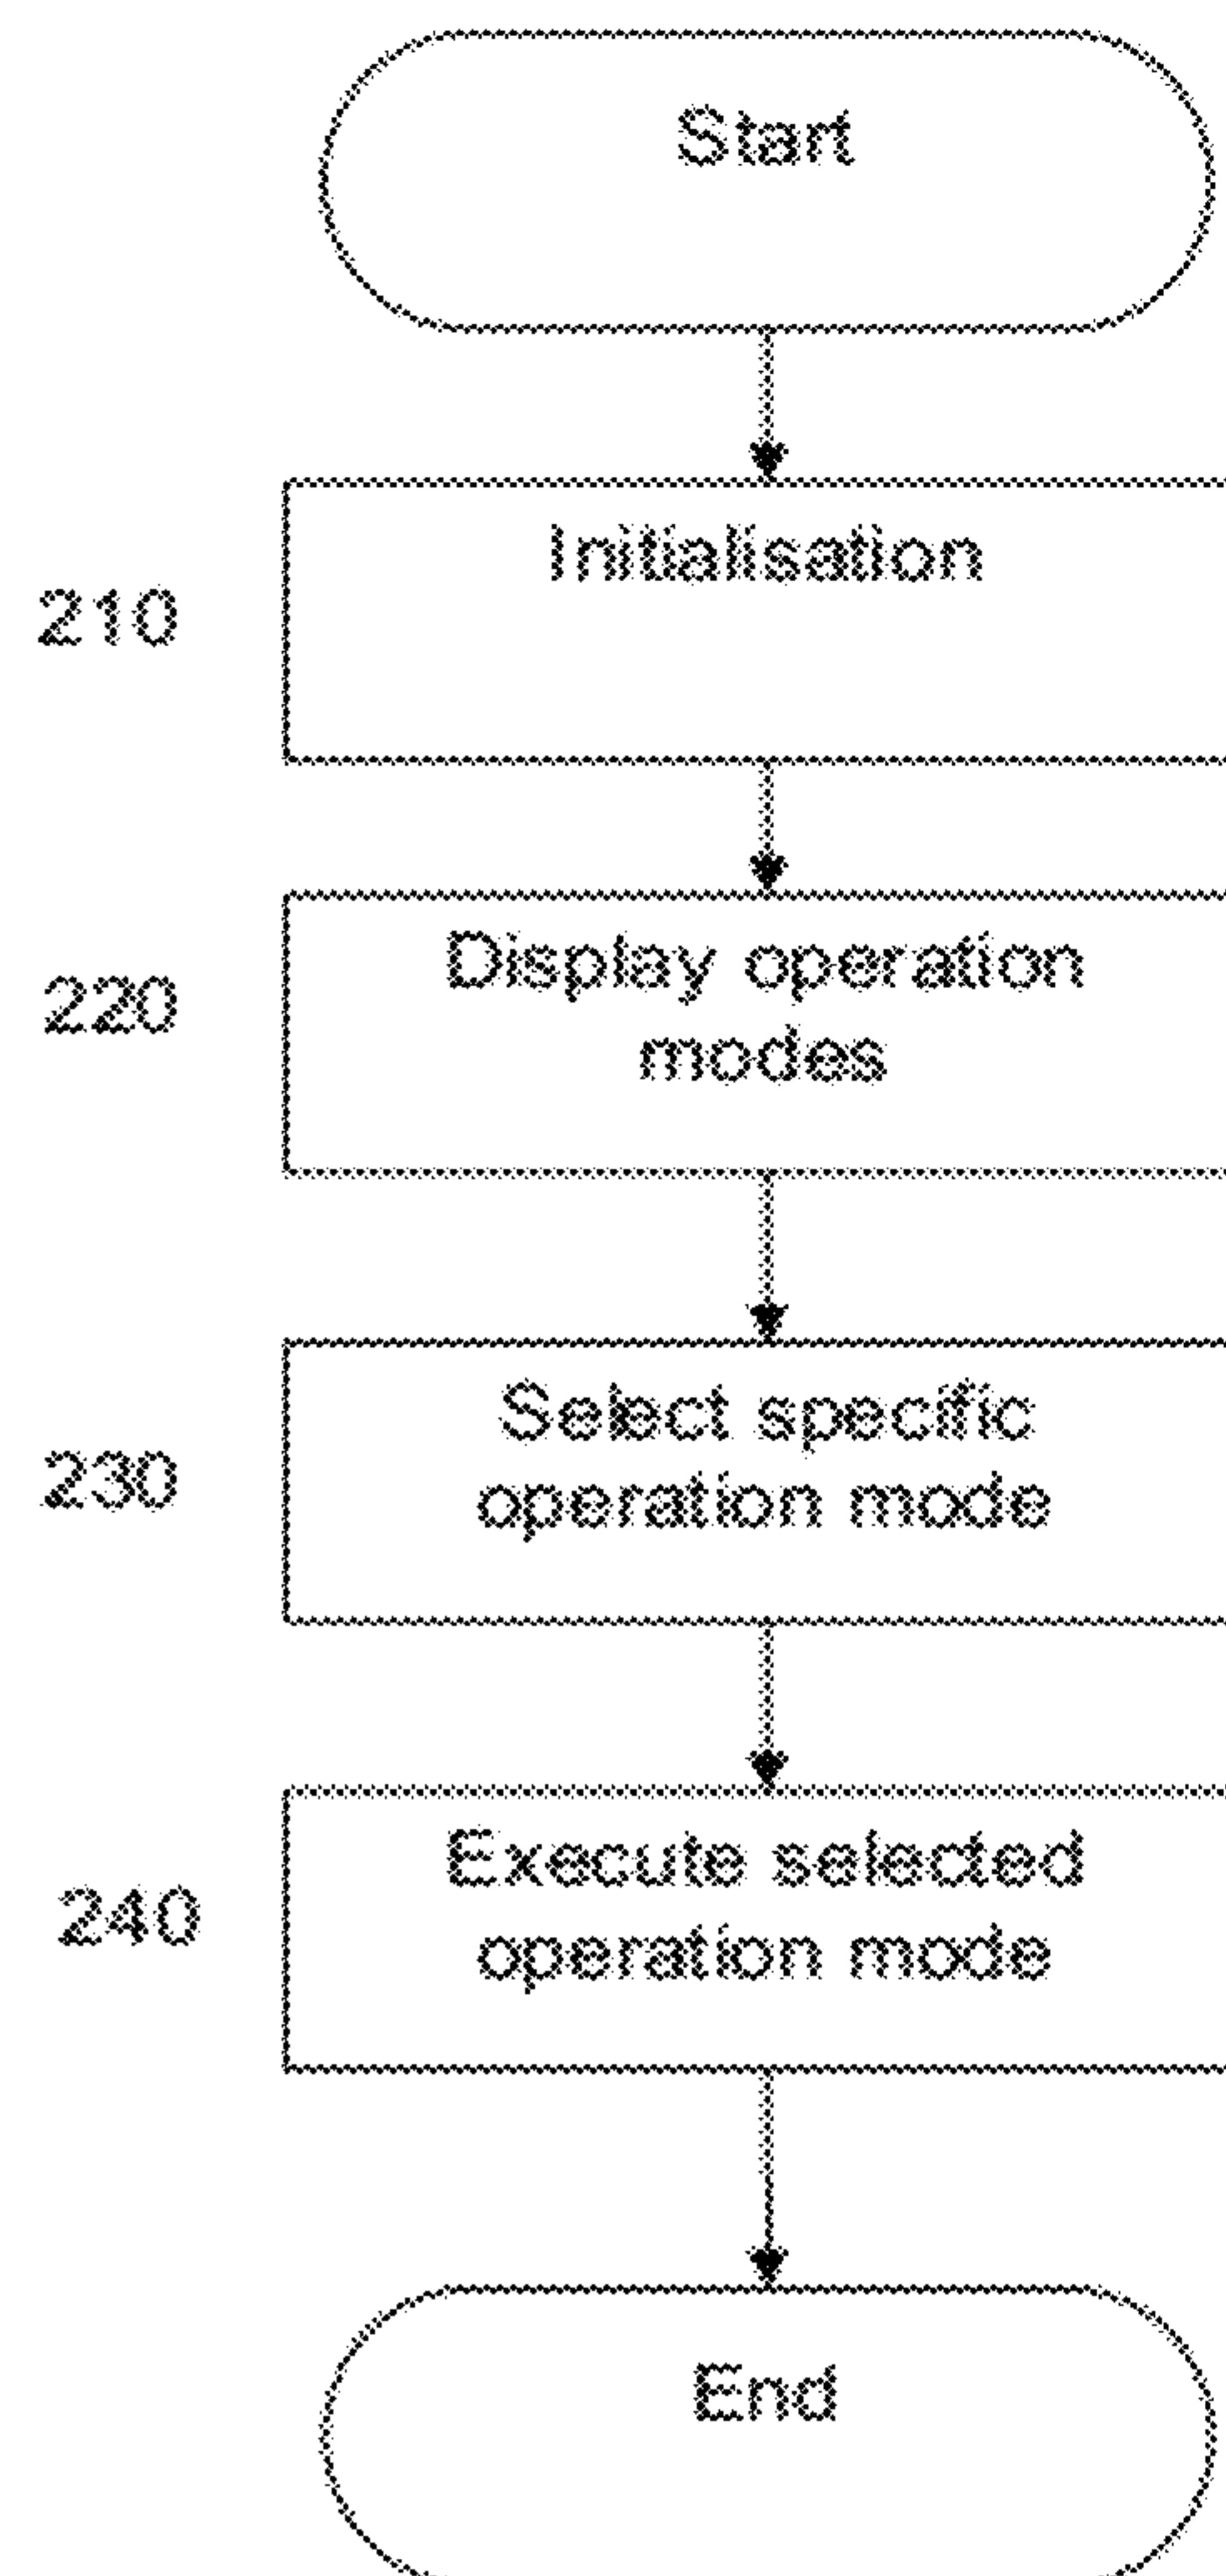 Start
Initialisation
210
Display operation
modes
220
Select specific
operation mode
230
Execute selected
operation mode
240
End